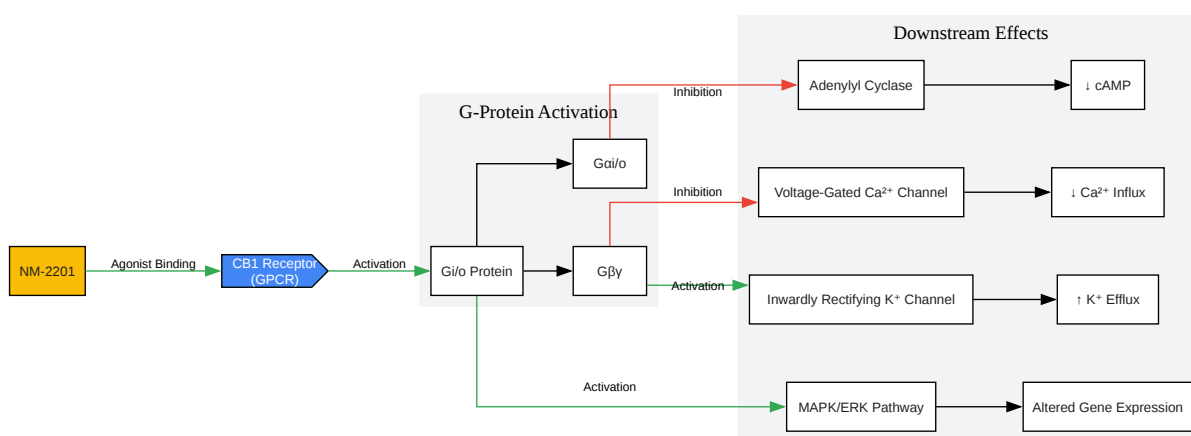 Downstream Effects
Inhibition
Adenylyl Cyclase
↓ cAMP
G-Protein Activation
Gαi/o
Inhibition
Voltage-Gated Ca²⁺ Channel
↓ Ca²⁺ Influx
NM-2201
Agonist Binding
CB1 Receptor
(GPCR)
Activation
Gi/o Protein
Gβγ
Activation
Inwardly Rectifying K⁺ Channel
↑ K⁺ Efflux
Activation
MAPK/ERK Pathway
Altered Gene Expression